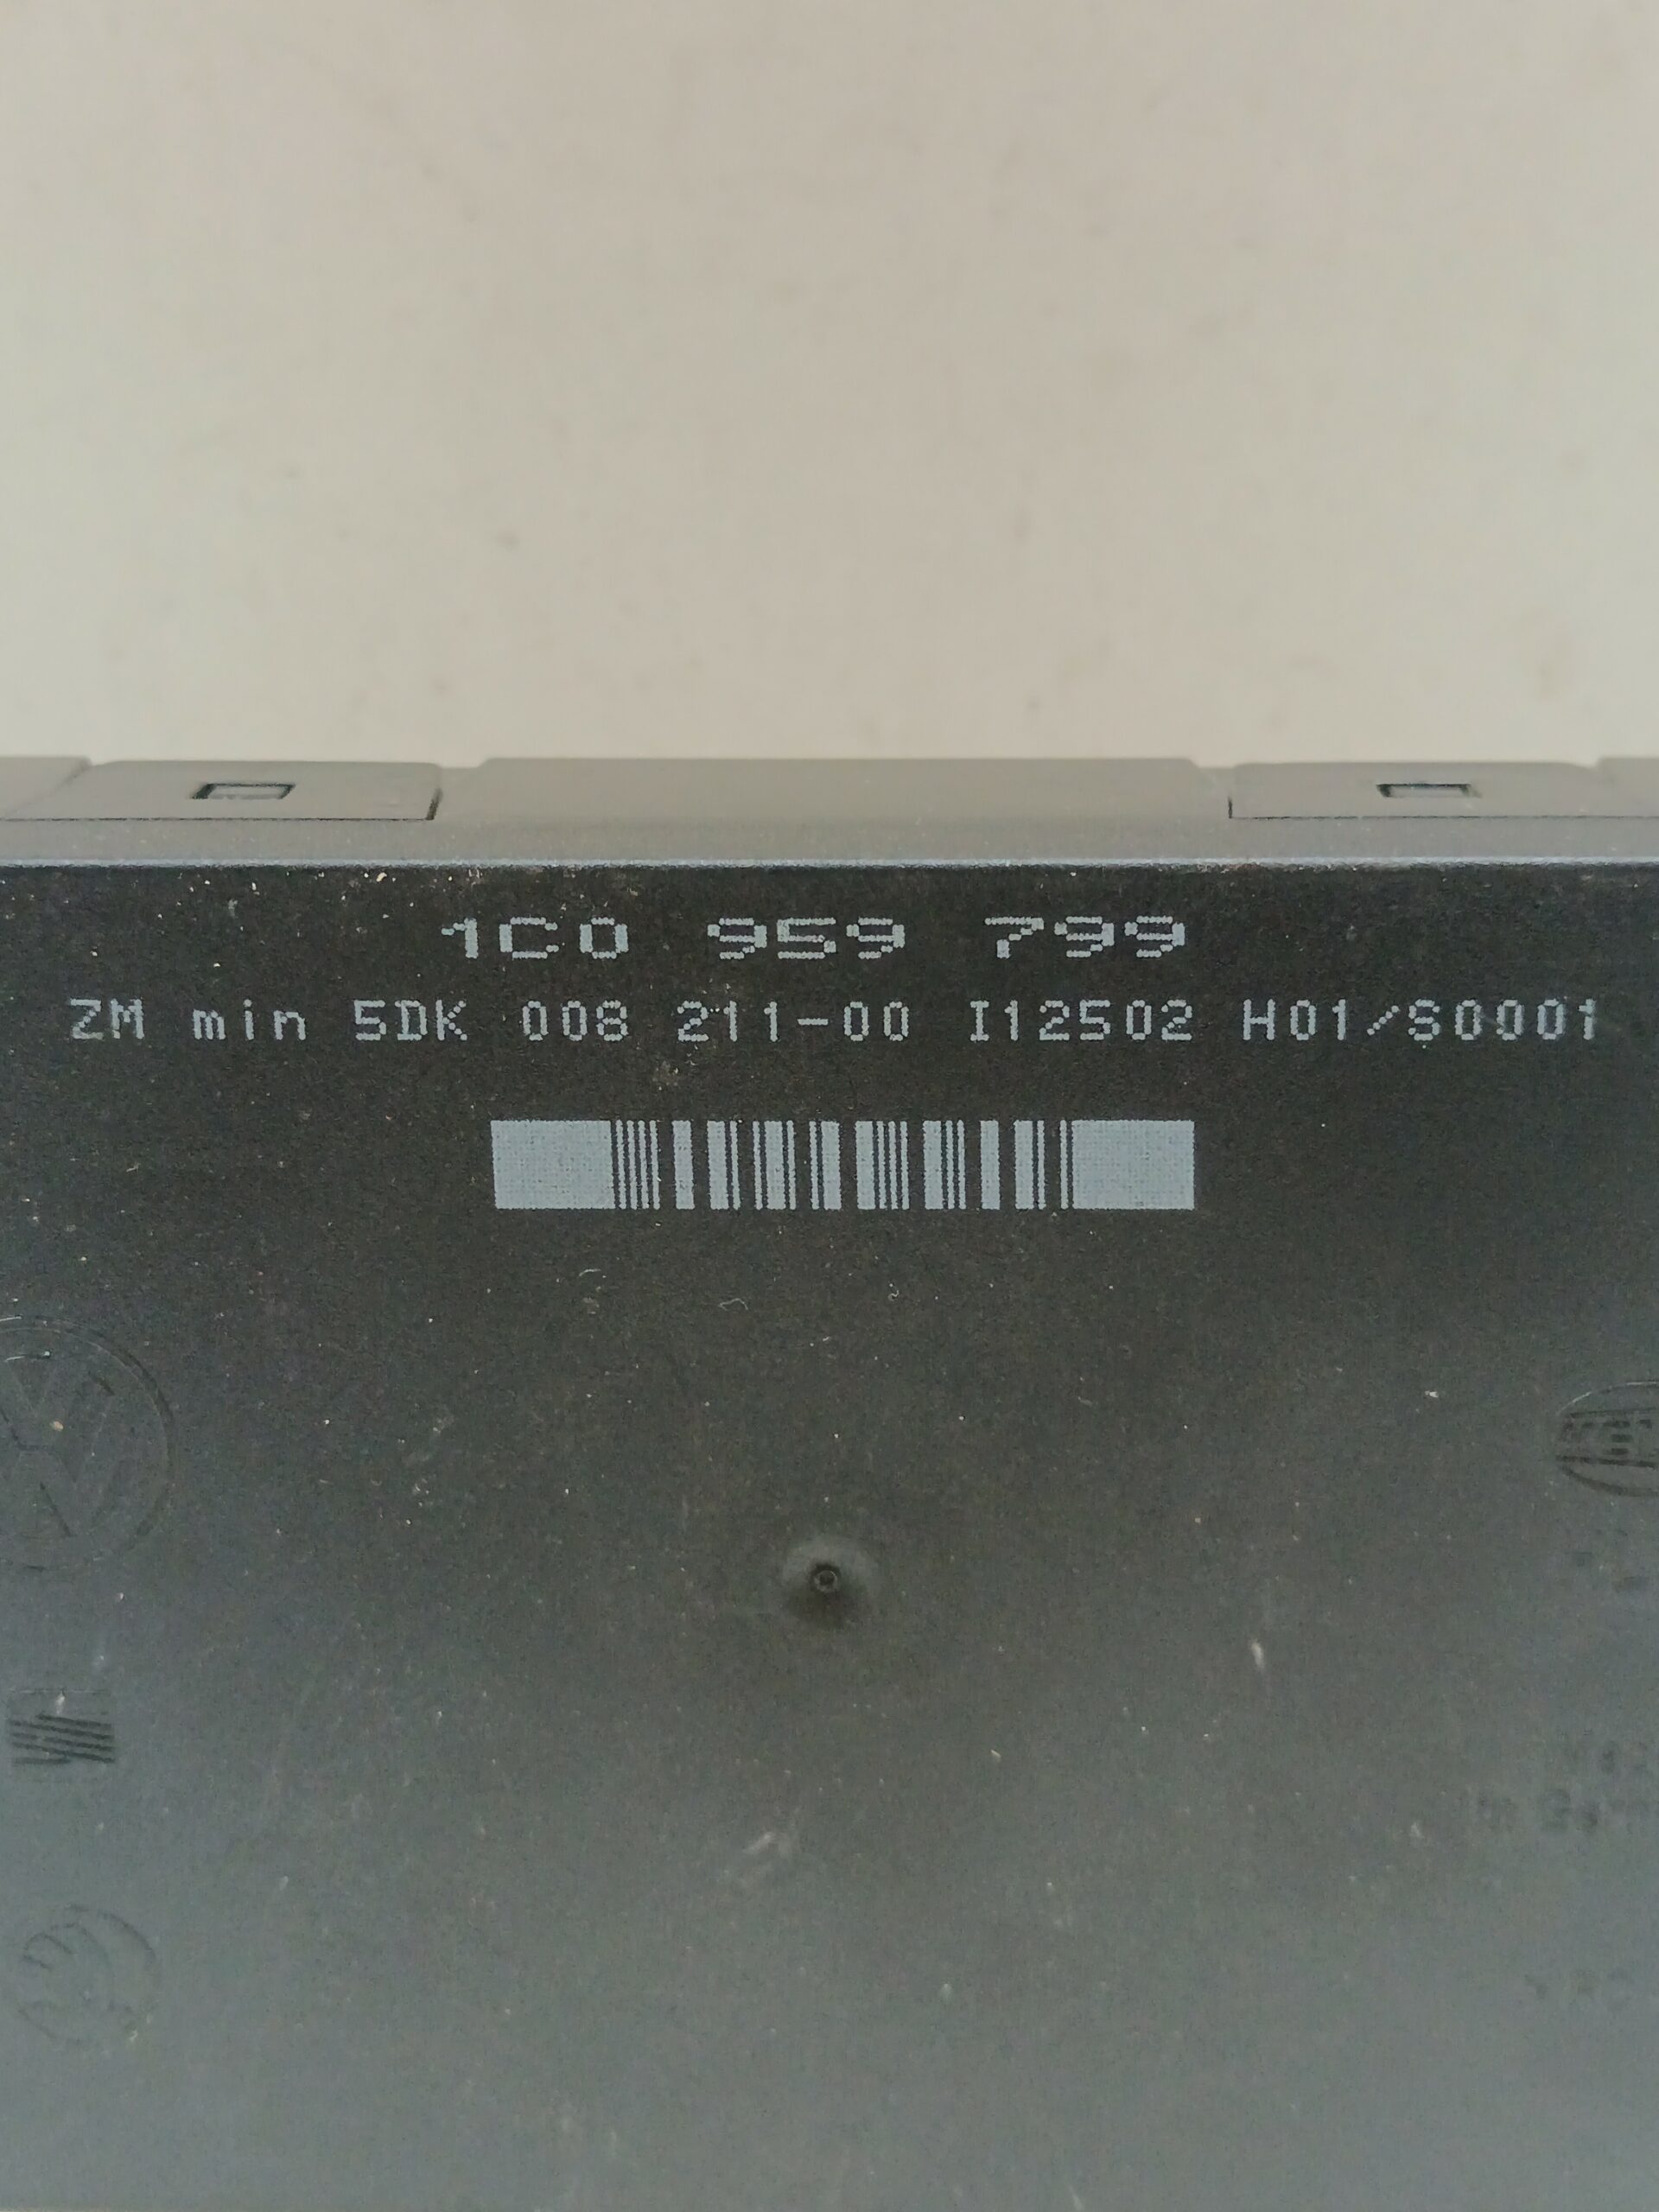 1C0 959 799
ZM min 5DK 008 211-00 I12502 H01/S0001